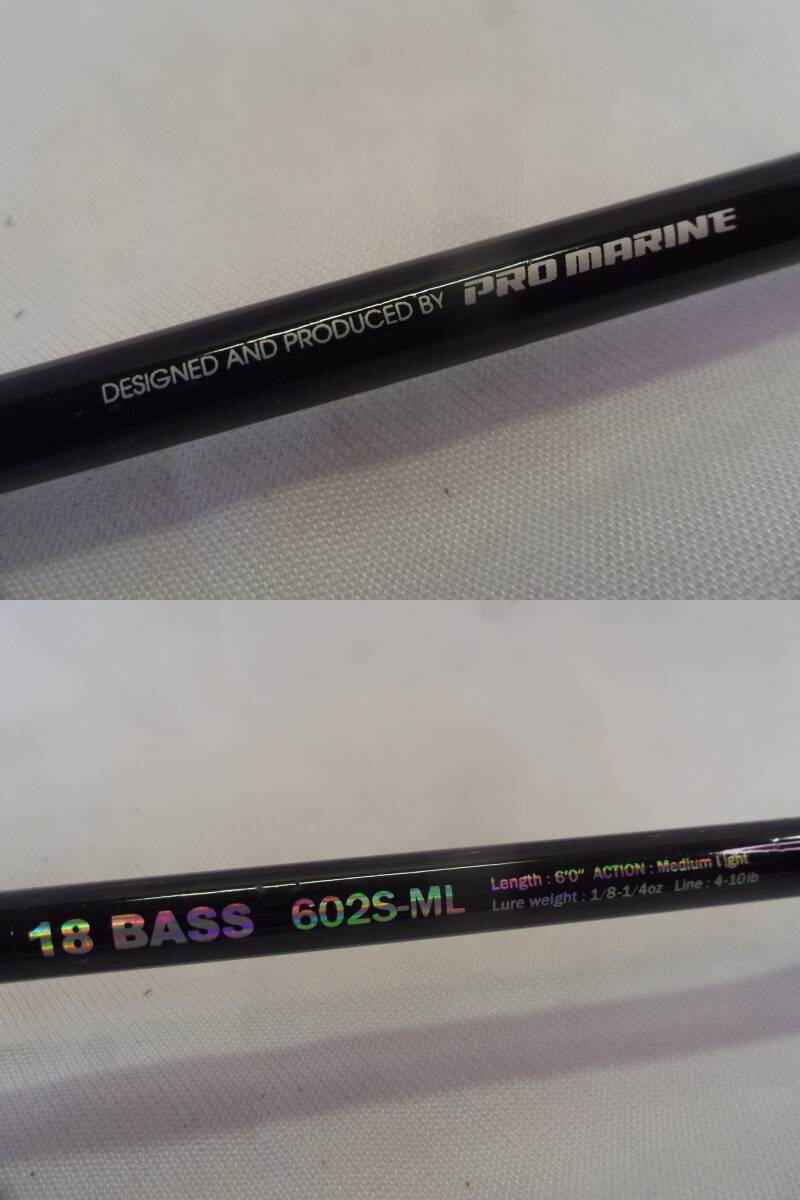 DESIGNED AND PRODUCED BY PRO MARINE
18 BASS 602S-ML
Length : 6'0" ACTION : Medium Light
Lure weight : 1/8-1/4oz Line : 4-10lb